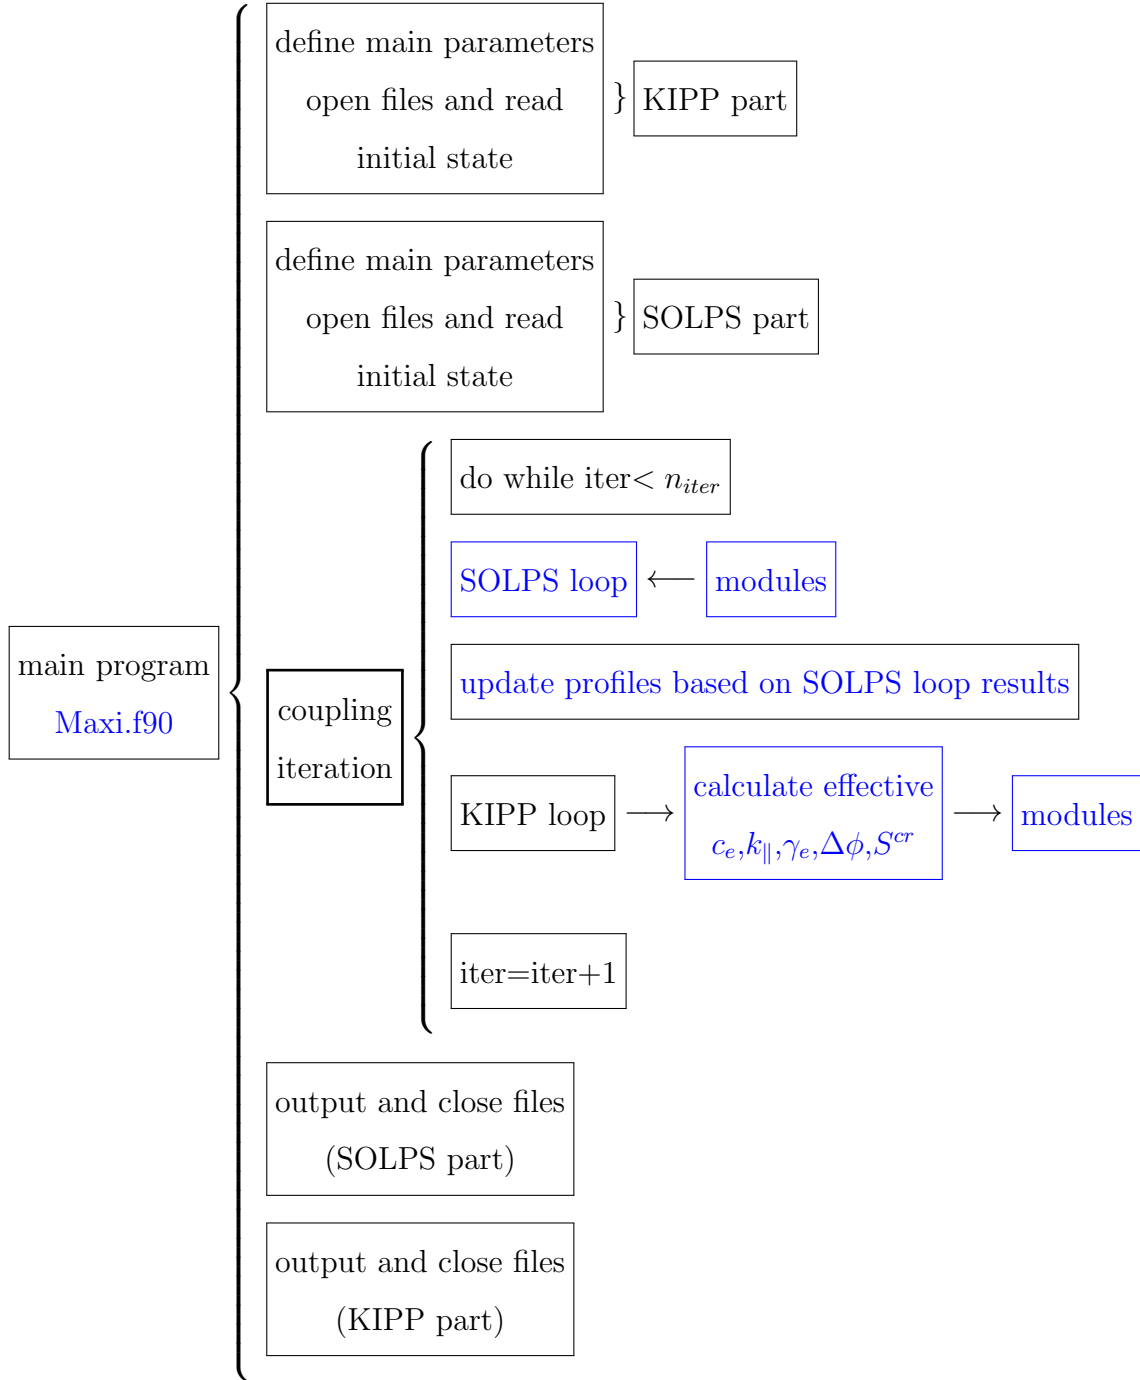 define main parameters
open files and read
initial state
} KIPP part
define main parameters
open files and read
initial state
} SOLPS part
main program
Maxi.f90
coupling
iteration
do while iter< n_{iter}
SOLPS loop ⟵ modules
update profiles based on SOLPS loop results
KIPP loop ⟶ calculate effective
c_e,k_∥,γ_e,Δϕ,S^{cr} ⟶ modules
iter=iter+1
output and close files
(SOLPS part)
output and close files
(KIPP part)